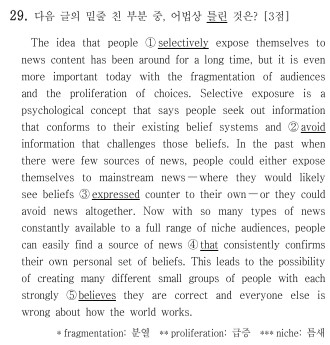 29. 다음 글의 밑줄 친 부분 중, 어법상 틀린 것은? [3점]
The idea that people ① selectively expose themselves to
news content has been around for a long time, but it is even
more important today with the fragmentation of audiences
and the proliferation of choices. Selective exposure is a
psychological concept that says people seek out information
that conforms to their existing belief systems and ② avoid
information that challenges those beliefs. In the past when
there were few sources of news, people could either expose
themselves to mainstream news — where they would likely
see beliefs ③ expressed counter to their own — or they could
avoid news altogether. Now with so many types of news
constantly available to a full range of niche audiences, people
can easily find a source of news ④ that consistently confirms
their own personal set of beliefs. This leads to the possibility
of creating many different small groups of people with each
strongly ⑤ believes they are correct and everyone else is
wrong about how the world works.
* fragmentation: 분열 ** proliferation: 급증 *** niche: 틈새